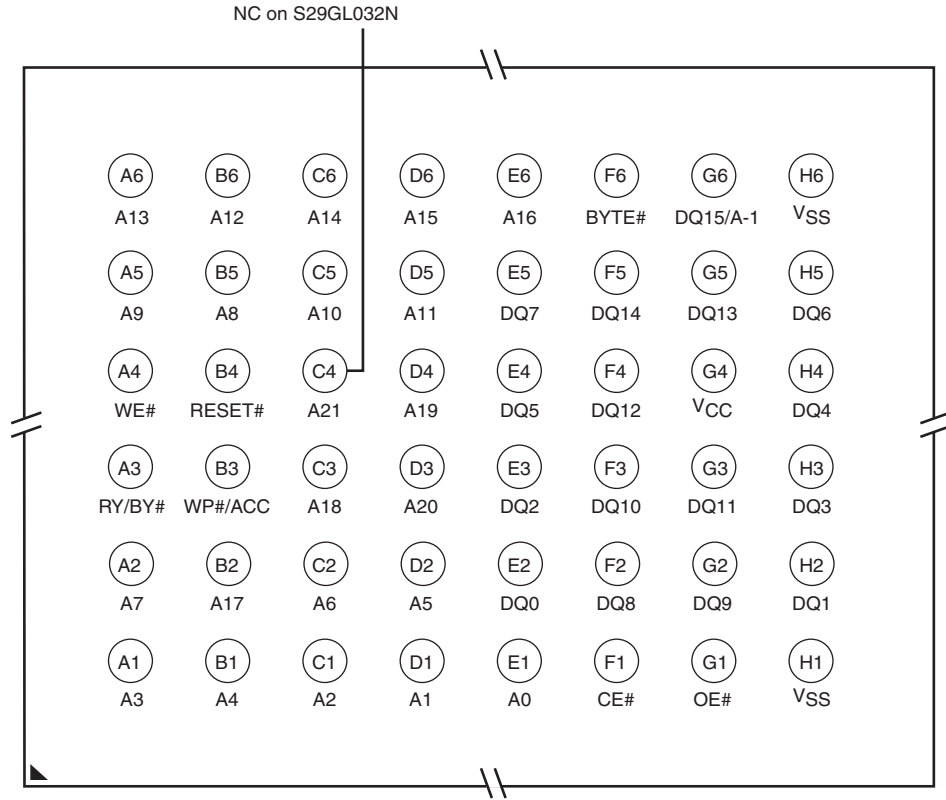 NC on S29GL032N
A6 B6 C6 D6 E6 F6 G6 H6
A13 A12 A14 A15 A16 BYTE# DQ15/A-1 VSS
A5 B5 C5 D5 E5 F5 G5 H5
A9 A8 A10 A11 DQ7 DQ14 DQ13 DQ6
A4 B4 C4 D4 E4 F4 G4 H4
WE# RESET# A21 A19 DQ5 DQ12 VCC DQ4
A3 B3 C3 D3 E3 F3 G3 H3
RY/BY# WP#/ACC A18 A20 DQ2 DQ10 DQ11 DQ3
A2 B2 C2 D2 E2 F2 G2 H2
A7 A17 A6 A5 DQ0 DQ8 DQ9 DQ1
A1 B1 C1 D1 E1 F1 G1 H1
A3 A4 A2 A1 A0 CE# OE# VSS